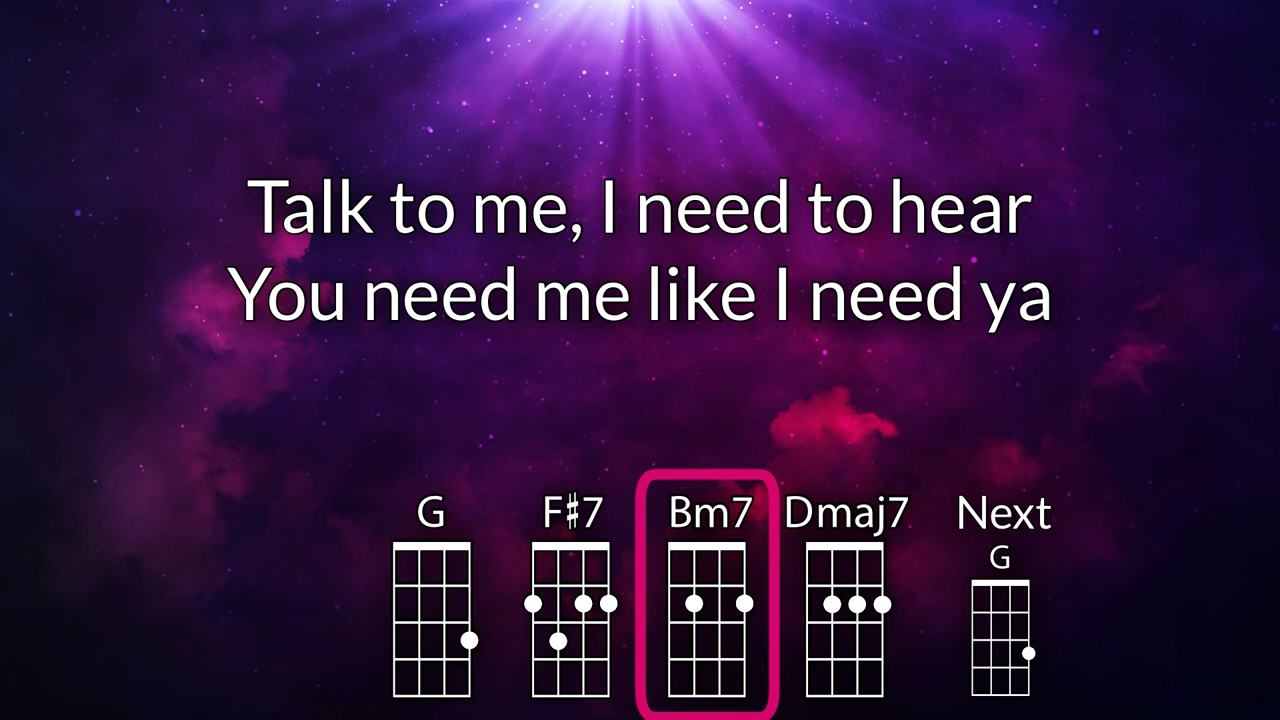 Talk to me, I need to hear
You need me like I need ya
G F♯7 Bm7 Dmaj7 Next
G